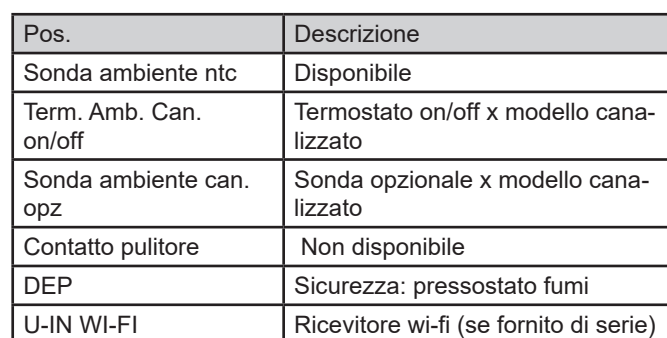 Pos. Descrizione
Sonda ambiente ntc Disponibile
Term. Amb. Can. Termostato on/off x modello cana-
on/off lizzato
Sonda ambiente can. Sonda opzionale x modello cana-
opz lizzato
Contatto pulitore Non disponibile
DEP Sicurezza: pressostato fumi
U-IN WI-FI Ricevitore wi-fi (se fornito di serie)